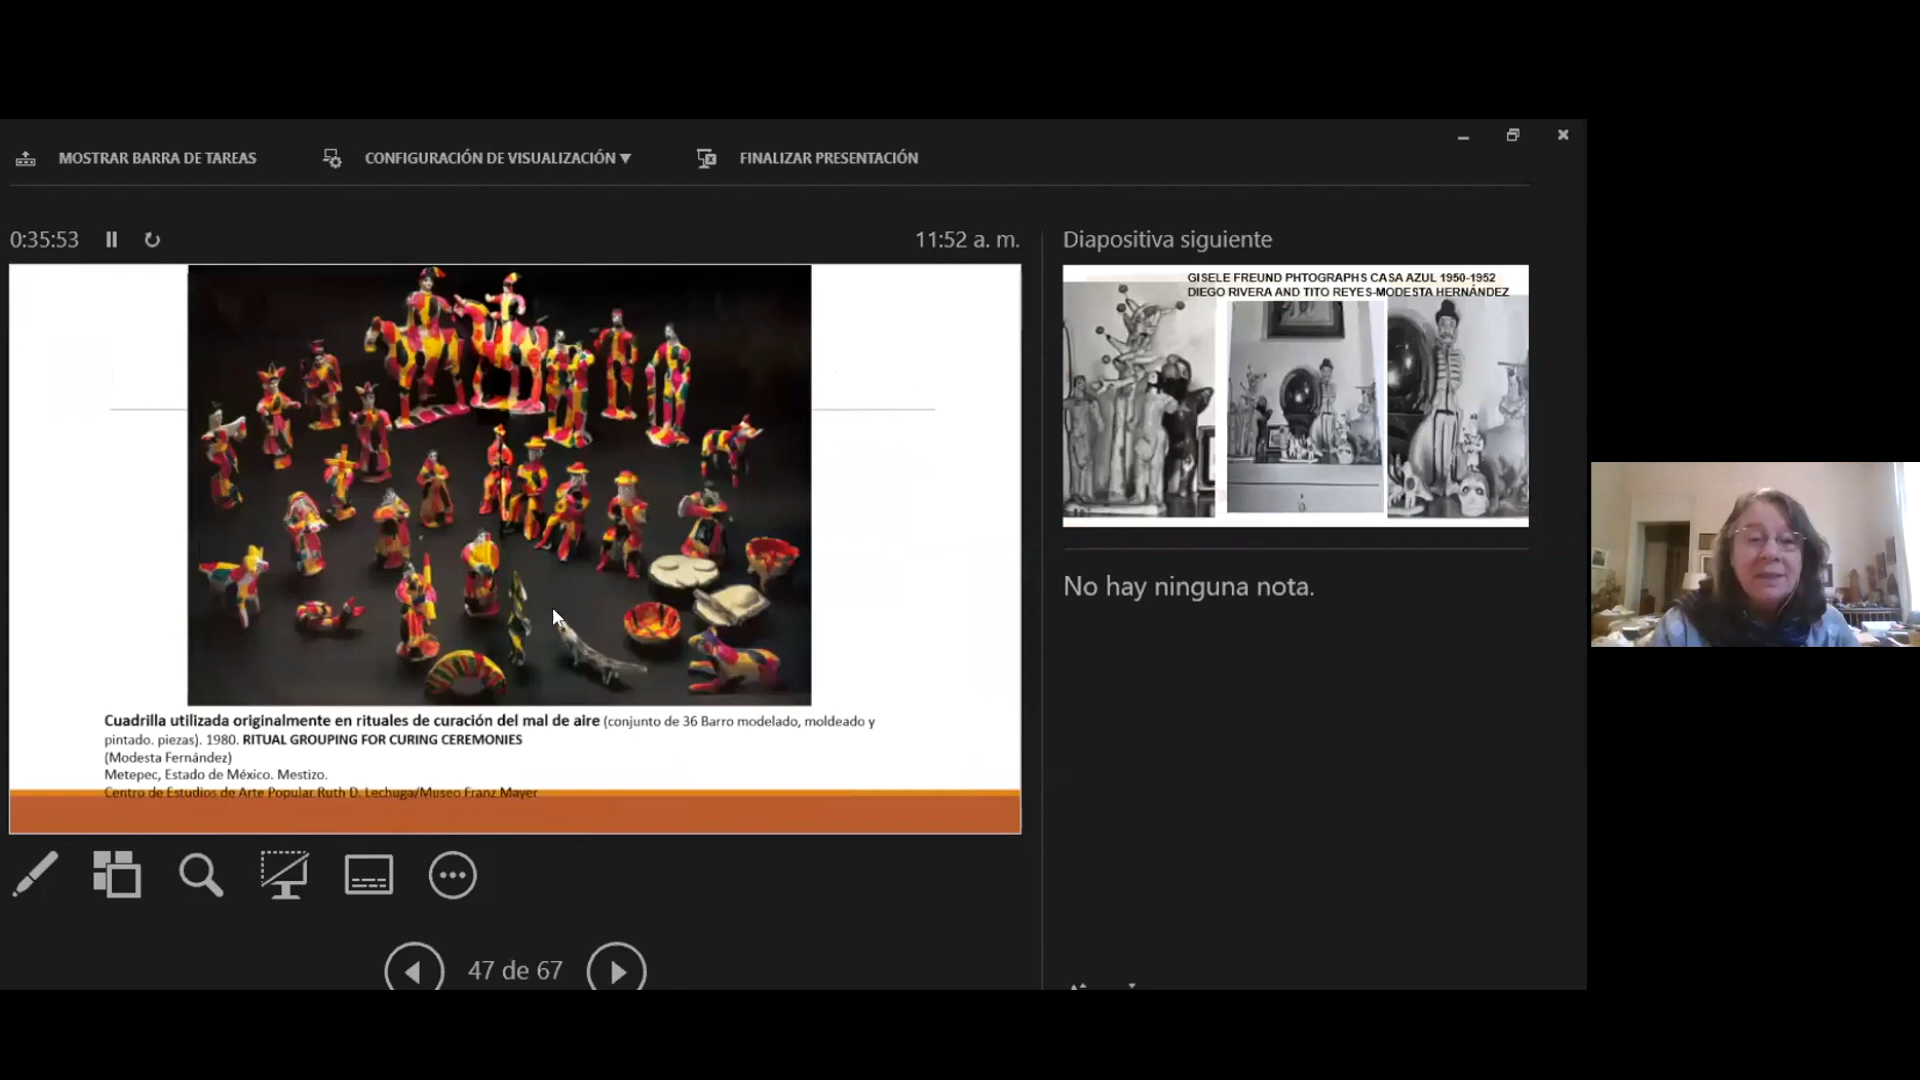 MOSTRAR BARRA DE TAREAS
CONFIGURACIÓN DE VISUALIZACIÓN ▼
FINALIZAR PRESENTACIÓN
0:35:53
11:52 a. m.
Cuadrilla utilizada originalmente en rituales de curación del mal de aire (conjunto de 36 Barro modelado, moldeado y
pintado. piezas). 1980. RITUAL GROUPING FOR CURING CEREMONIES
(Modesta Fernández)
Metepec, Estado de México. Mestizo.
Centro de Estudios de Arte Popular Ruth D. Lechuga/Museo Franz Mayer
Diapositiva siguiente
GISELE FREUND PHTOGRAPHS CASA AZUL 1950-1952
DIEGO RIVERA AND TITO REYES-MODESTA HERNÁNDEZ
No hay ninguna nota.
47 de 67